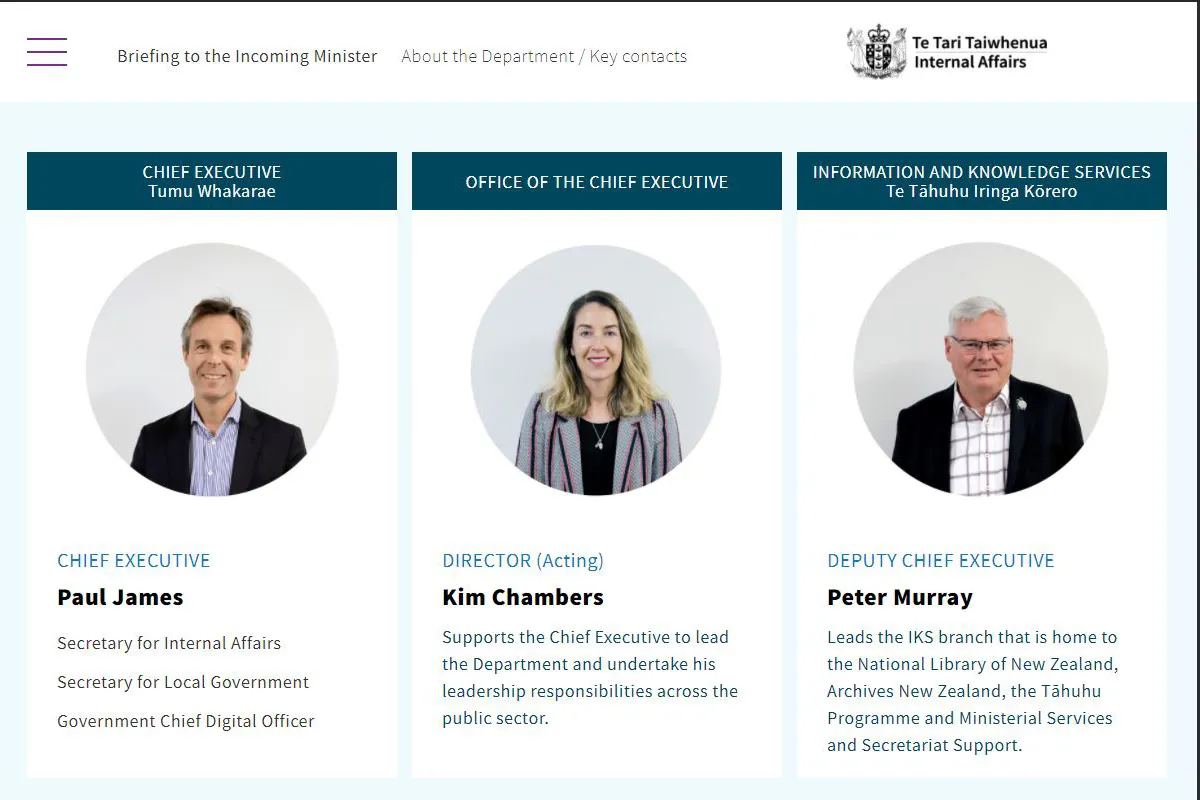 Briefing to the Incoming Minister About the Department / Key contacts
Te Tari Taiwhenua
Internal Affairs
CHIEF EXECUTIVE
Tumu Whakarae
OFFICE OF THE CHIEF EXECUTIVE
INFORMATION AND KNOWLEDGE SERVICES
Te Tāhuhu Iringa Kōrero
CHIEF EXECUTIVE
Paul James
Secretary for Internal Affairs
Secretary for Local Government
Government Chief Digital Officer
DIRECTOR (Acting)
Kim Chambers
Supports the Chief Executive to lead
the Department and undertake his
leadership responsibilities across the
public sector.
DEPUTY CHIEF EXECUTIVE
Peter Murray
Leads the IKS branch that is home to
the National Library of New Zealand,
Archives New Zealand, the Tāhuhu
Programme and Ministerial Services
and Secretariat Support.